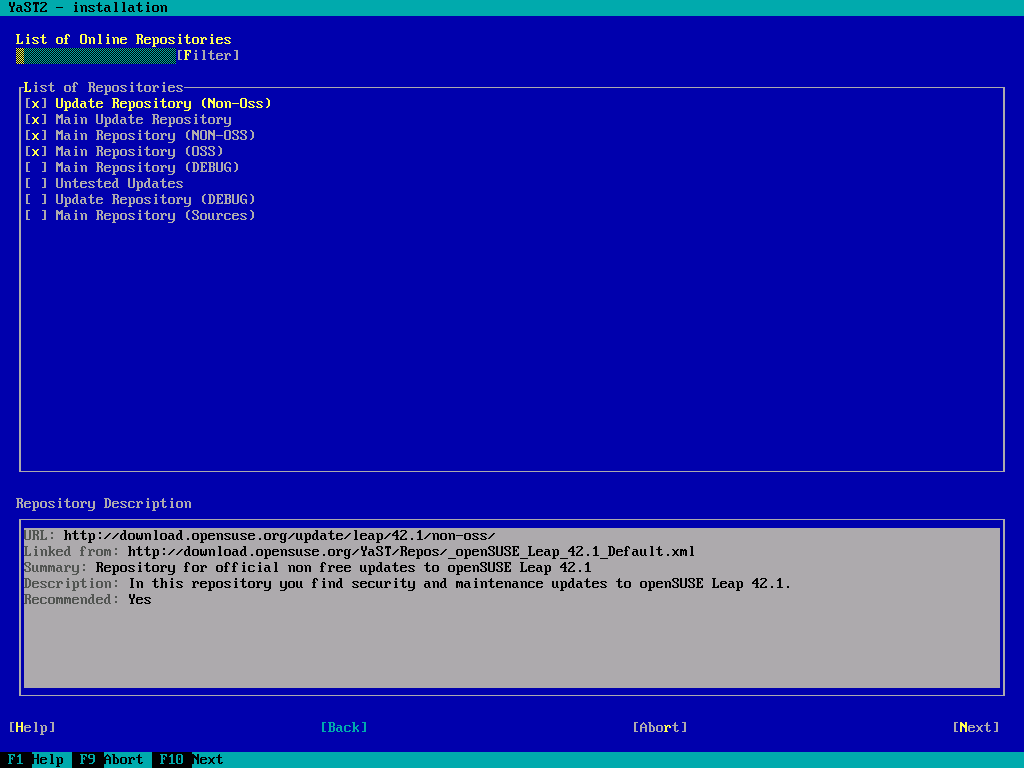 YaST2 - installation
List of Online Repositories
[Filter]
List of Repositories
[x] Update Repository (Non-Oss)
[x] Main Update Repository
[x] Main Repository (NON-OSS)
[x] Main Repository (OSS)
[ ] Main Repository (DEBUG)
[ ] Untested Updates
[ ] Update Repository (DEBUG)
[ ] Main Repository (Sources)
Repository Description
URL: http://download.opensuse.org/update/leap/42.1/non-oss/
Linked from: http://download.opensuse.org/YaST/Repos/_openSUSE_Leap_42.1_Default.xml
Summary: Repository for official non free updates to openSUSE Leap 42.1
Description: In this repository you find security and maintenance updates to openSUSE Leap 42.1.
Recommended: Yes
[Help] [Back] [Abort] [Next]
F1 Help F9 Abort F10 Next